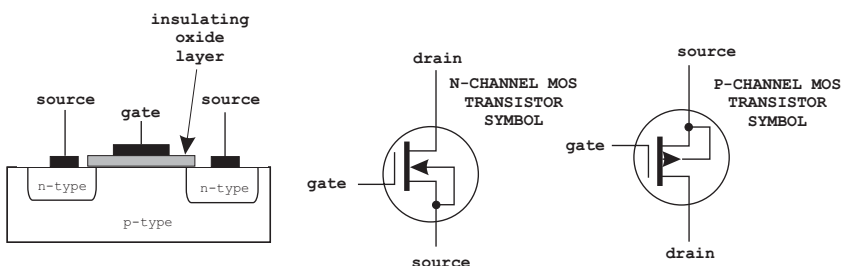 insulating
oxide
layer
source
gate
source
n-type
n-type
p-type
drain
N-CHANNEL MOS
TRANSISTOR
SYMBOL
gate
source
source
P-CHANNEL MOS
TRANSISTOR
SYMBOL
gate
drain